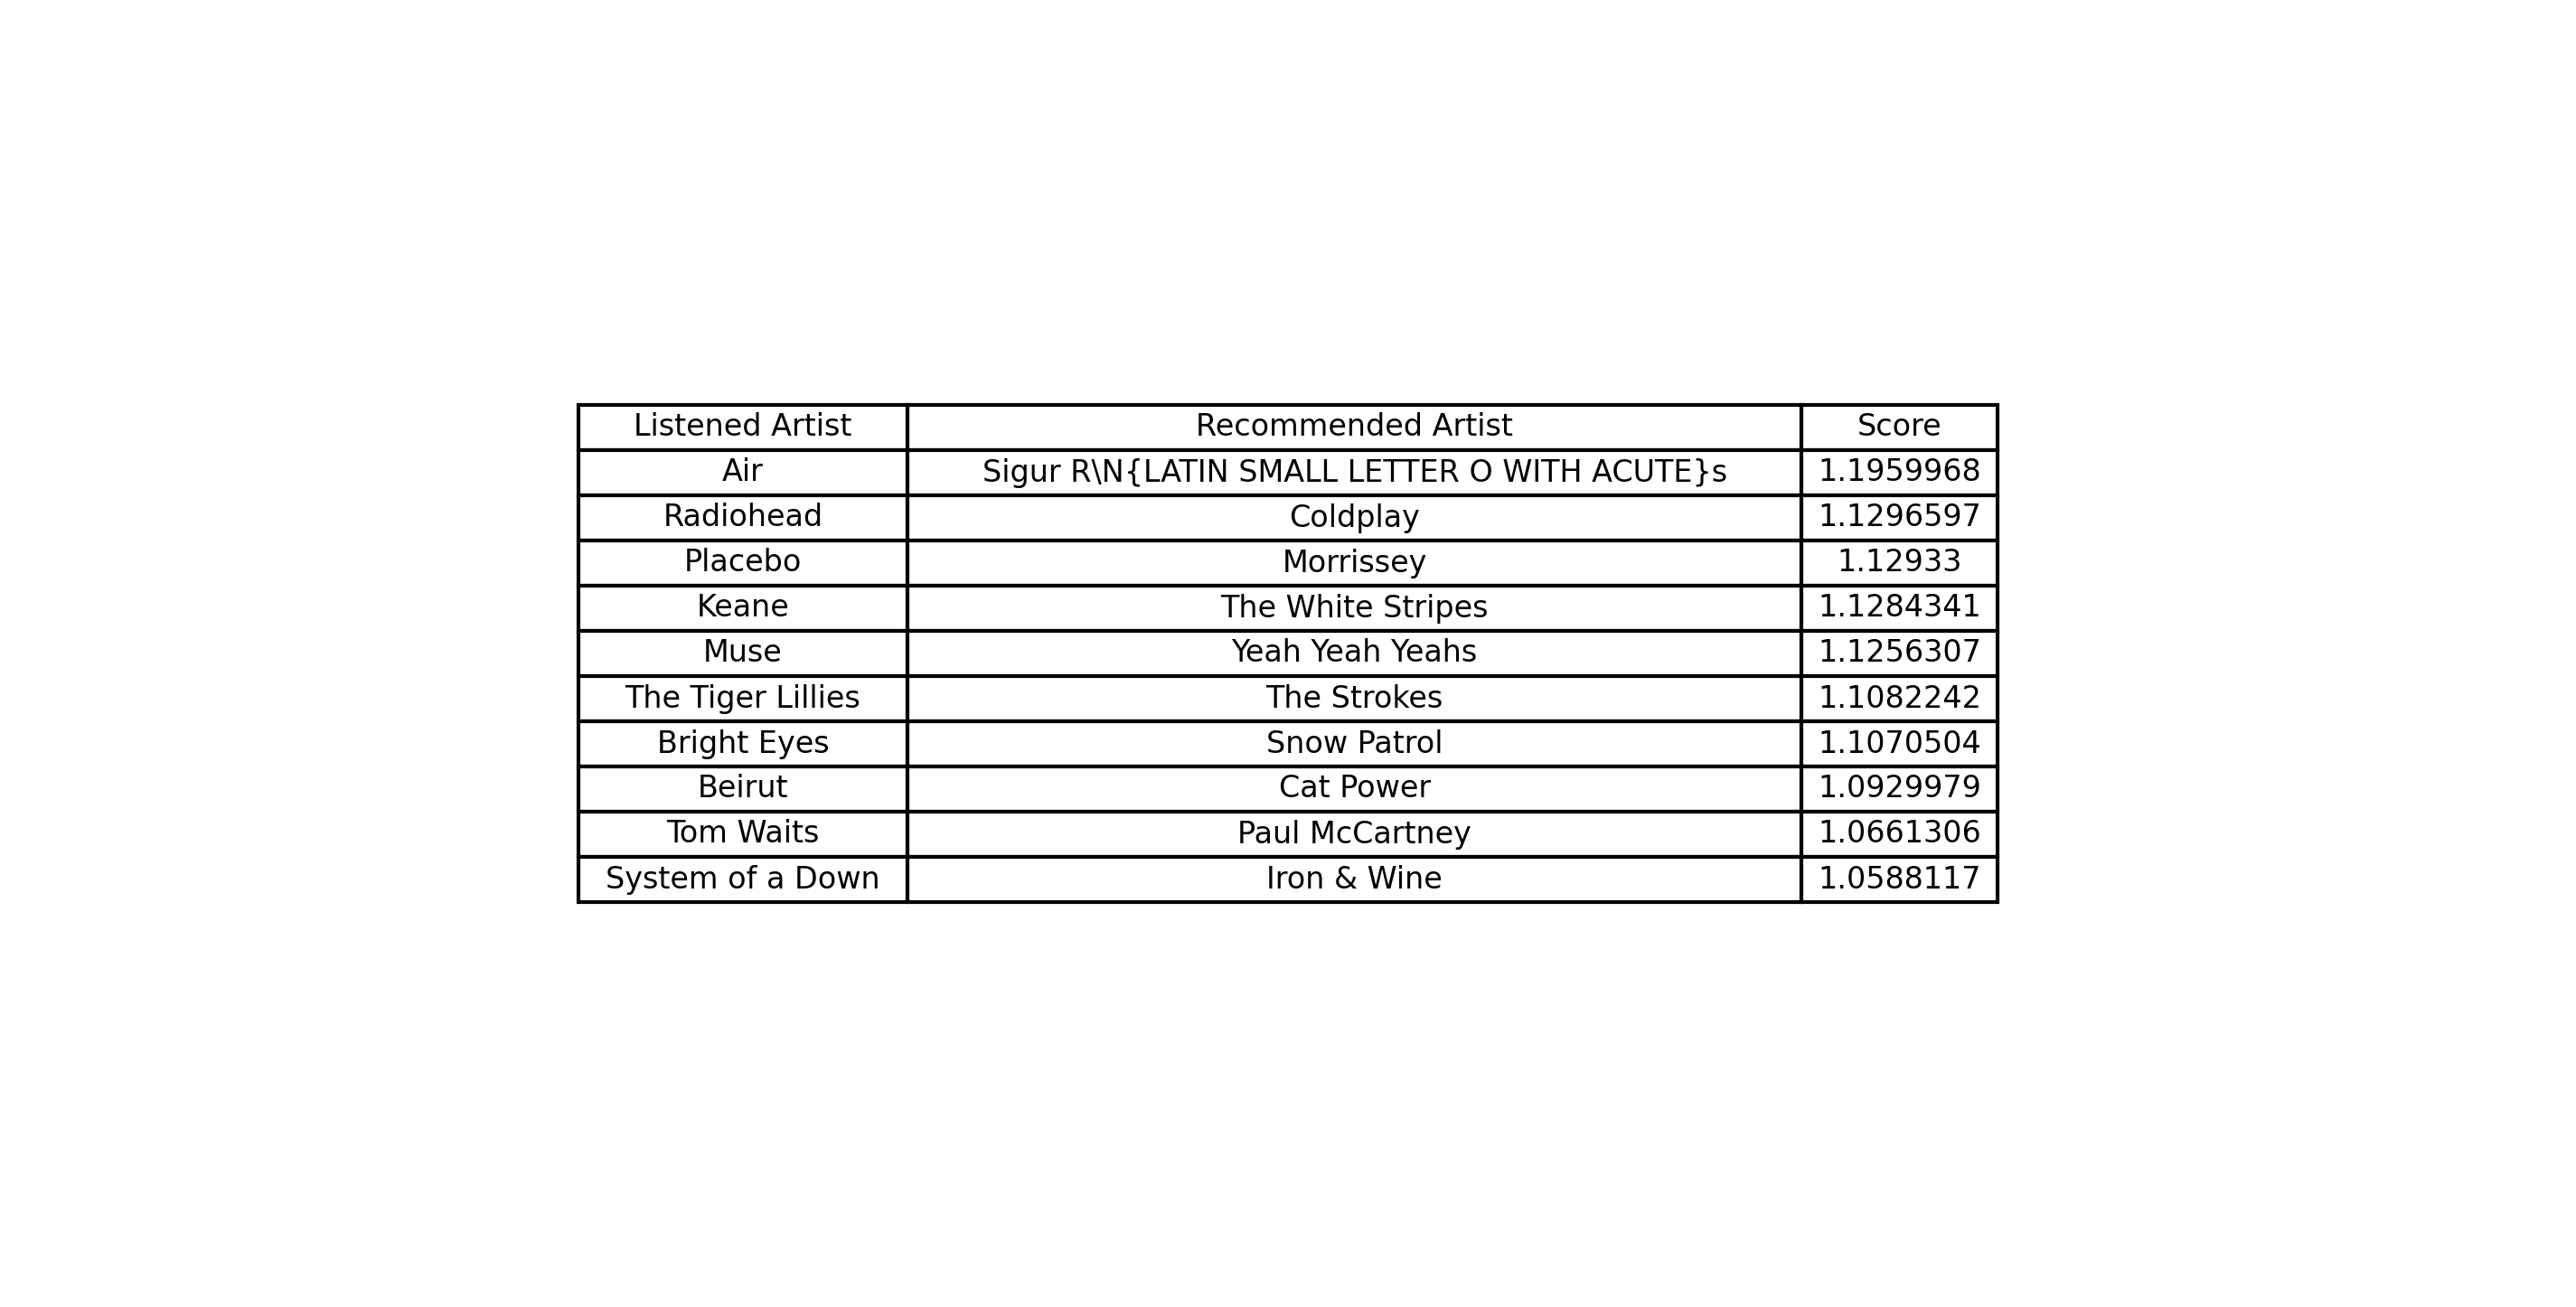 Listened Artist Recommended Artist Score
Air Sigur R\N{LATIN SMALL LETTER O WITH ACUTE}s 1.1959968
Radiohead Coldplay 1.1296597
Placebo Morrissey 1.12933
Keane The White Stripes 1.1284341
Muse Yeah Yeah Yeahs 1.1256307
The Tiger Lillies The Strokes 1.1082242
Bright Eyes Snow Patrol 1.1070504
Beirut Cat Power 1.0929979
Tom Waits Paul McCartney 1.0661306
System of a Down Iron & Wine 1.0588117